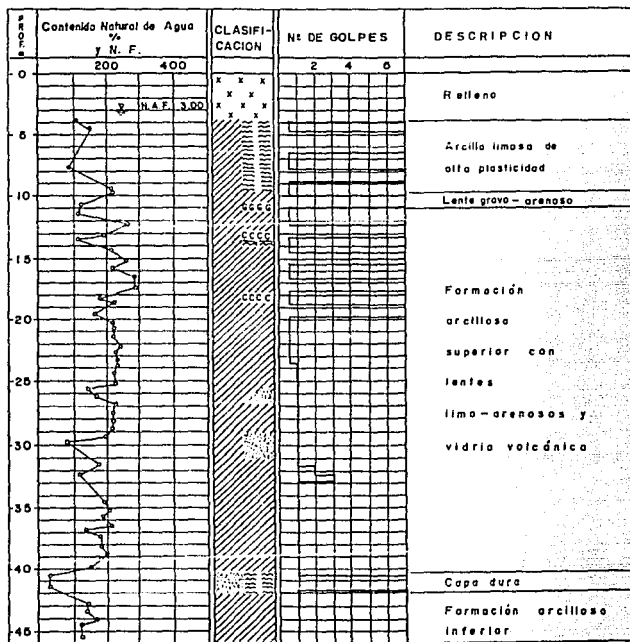 PROF.m
Contenido Natural de Agua
%
y N. F.
CLASIFI-
CACION
Nº DE GOLPES
DESCRIPCION
200 400
2 4 6
0
N.A.F. 3.00
Relleno
5
Arcilla limosa de
alta plasticidad
10
Lente gravo-arenoso
15
Formación
20
arcillosa
superior con
25
lentes
limo-arenosos y
30
vidrio volcánico
35
40
Capa dura
Formación arcillosa
45
inferior